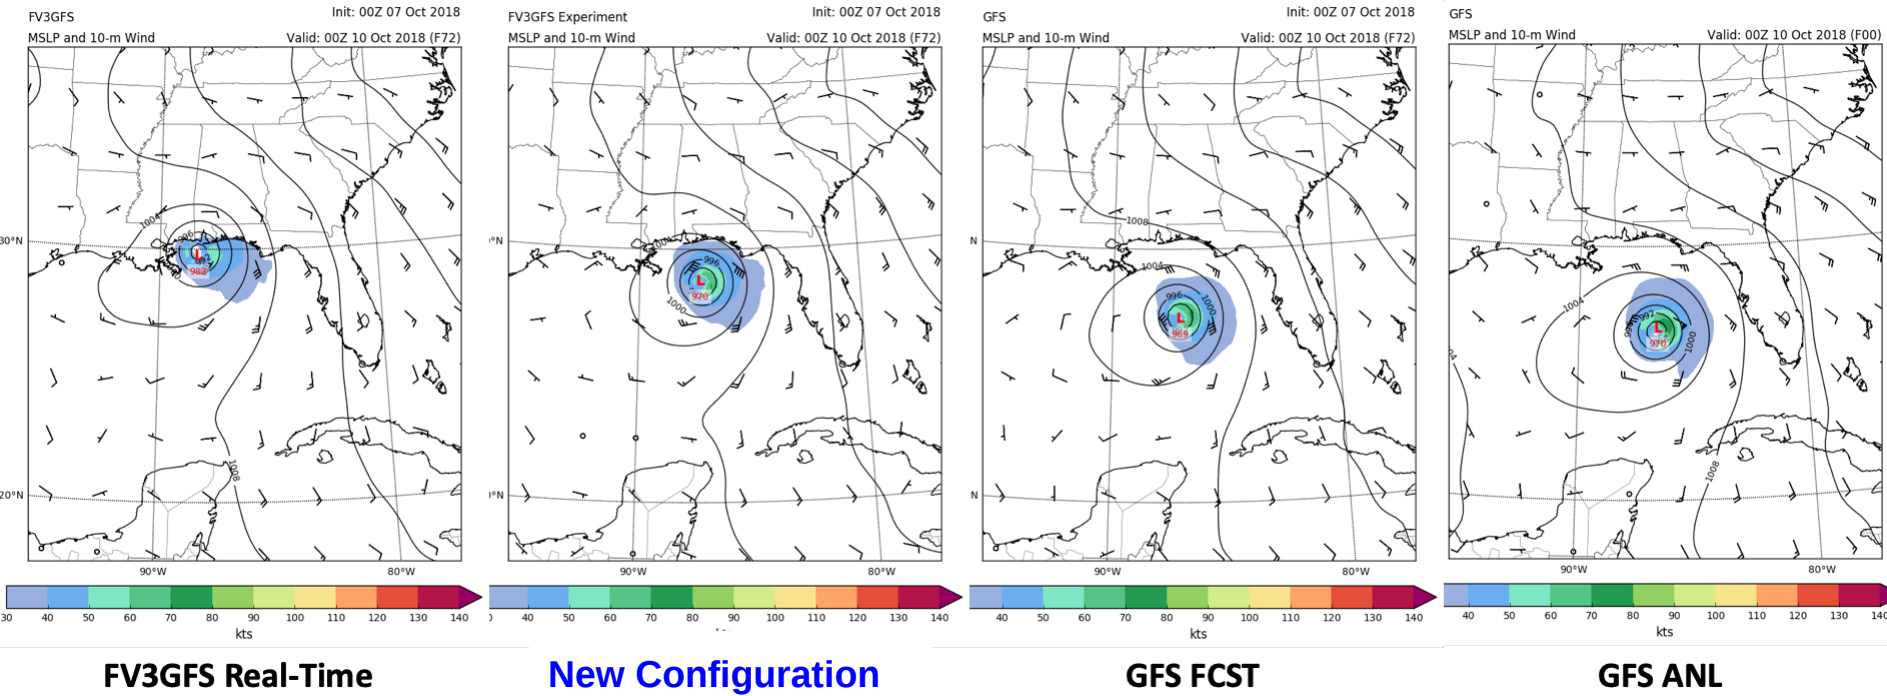 FV3GFS
Init: 00Z 07 Oct 2018
MSLP and 10-m Wind
Valid: 00Z 10 Oct 2018 (F72)
1004
996
L
982
1008
30°N
20°N
90°W
80°W
30 40 50 60 70 80 90 100 110 120 130 140
kts
FV3GFS Real-Time
FV3GFS Experiment
Init: 00Z 07 Oct 2018
MSLP and 10-m Wind
Valid: 00Z 10 Oct 2018 (F72)
996
L
970
1000
°N
°N
90°W
80°W
40 50 60 70 80 90 100 110 120 130 140
New Configuration
GFS
Init: 00Z 07 Oct 2018
MSLP and 10-m Wind
Valid: 00Z 10 Oct 2018 (F72)
1008
1004
996
1000
L
969
N
N
90°W
80°W
40 50 60 70 80 90 100 110 120 130 140
kts
GFS FCST
GFS
MSLP and 10-m Wind
Valid: 00Z 10 Oct 2018 (F00)
1004
992
L
970
1000
1008
90°W
80°W
40 50 60 70 80 90 100 110 120 130 140
kts
GFS ANL